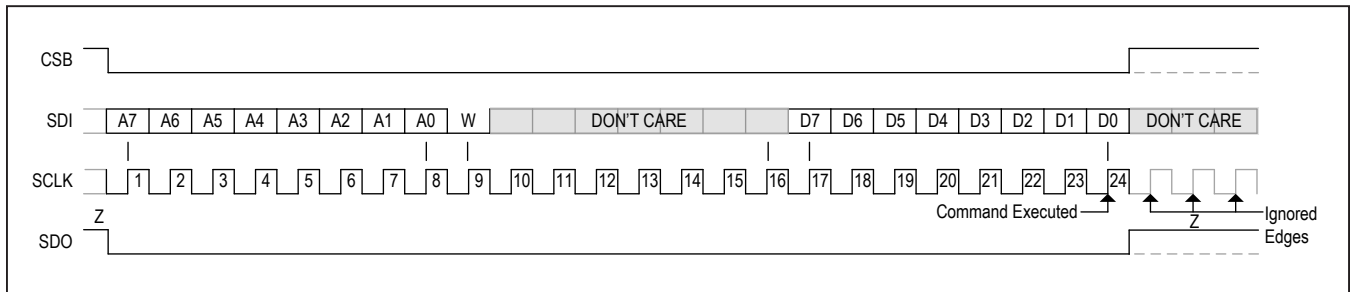 CSB
SDI A7 A6 A5 A4 A3 A2 A1 A0 W DON'T CARE D7 D6 D5 D4 D3 D2 D1 D0 DON'T CARE
SCLK 1 2 3 4 5 6 7 8 9 10 11 12 13 14 15 16 17 18 19 20 21 22 23 24
Command Executed Z Ignored
Edges
Z
SDO